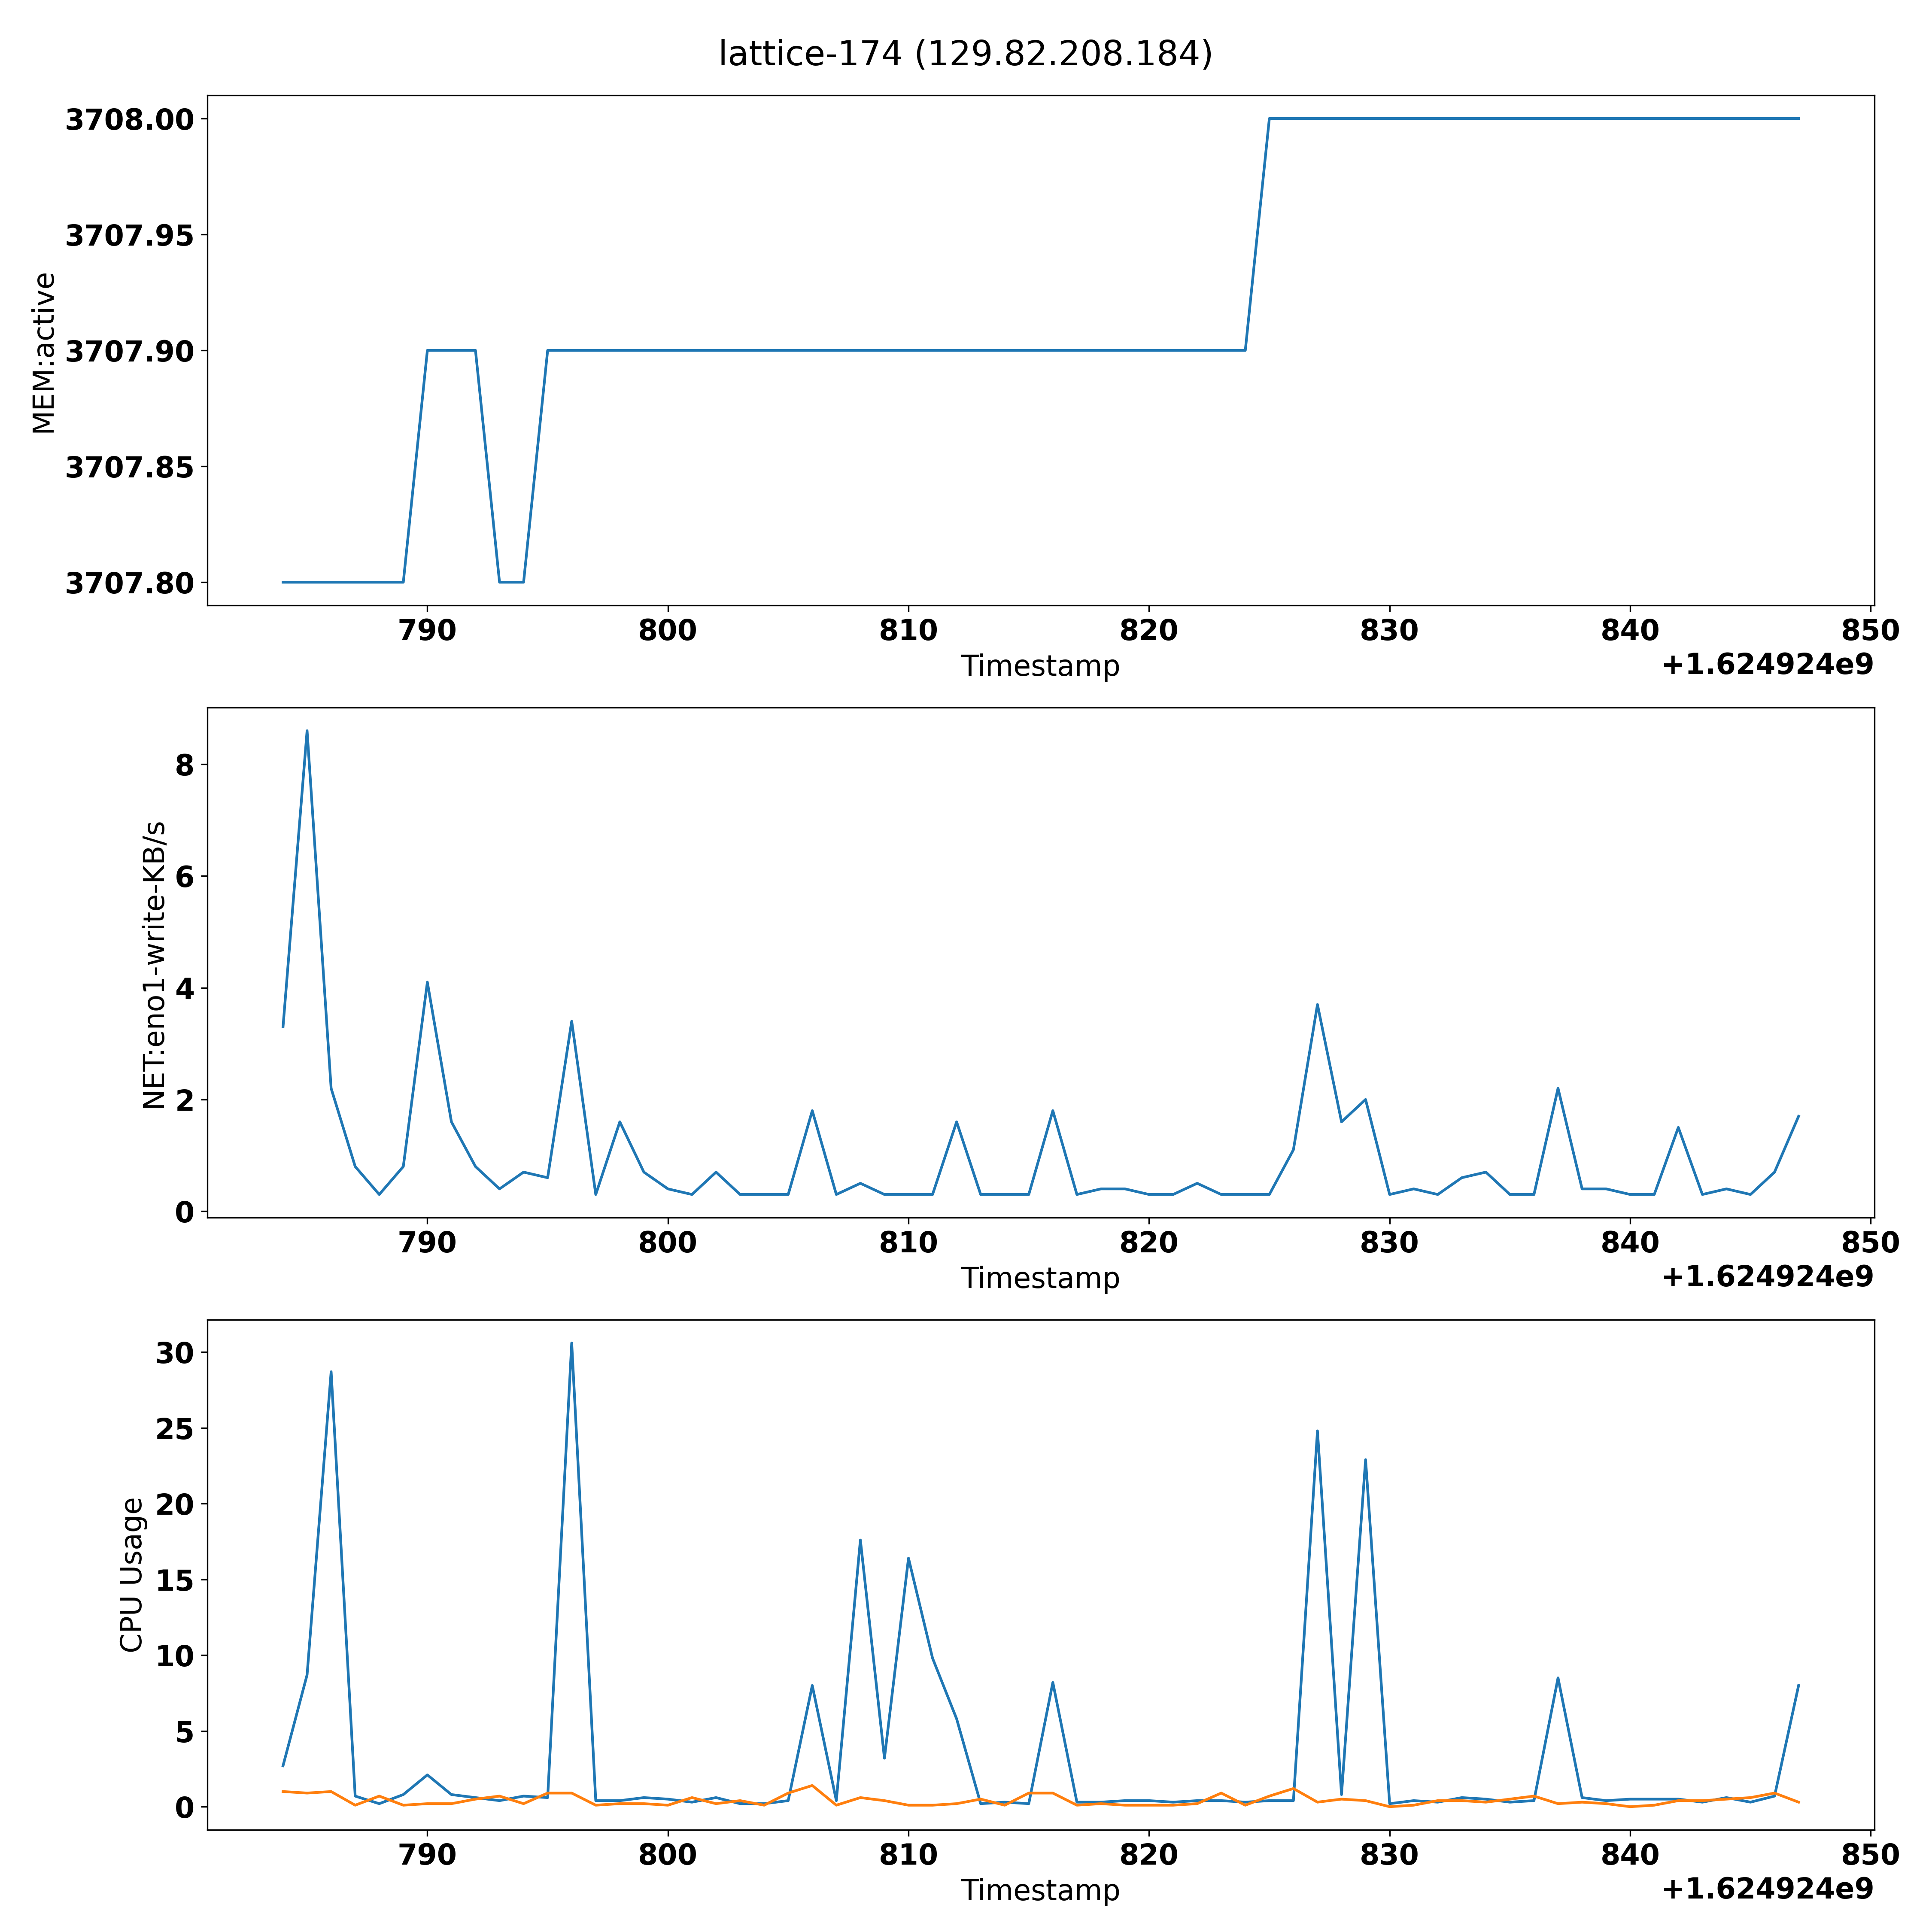 lattice-174 (129.82.208.184)
3708.00
3707.95
3707.90
3707.85
3707.80
MEM:active
790 800 810 820 830 840 850
Timestamp
+1.624924e9
8
6
4
2
0
NET:eno1-write-KB/s
790 800 810 820 830 840 850
Timestamp
+1.624924e9
30
25
20
15
10
5
0
CPU Usage
790 800 810 820 830 840 850
Timestamp
+1.624924e9